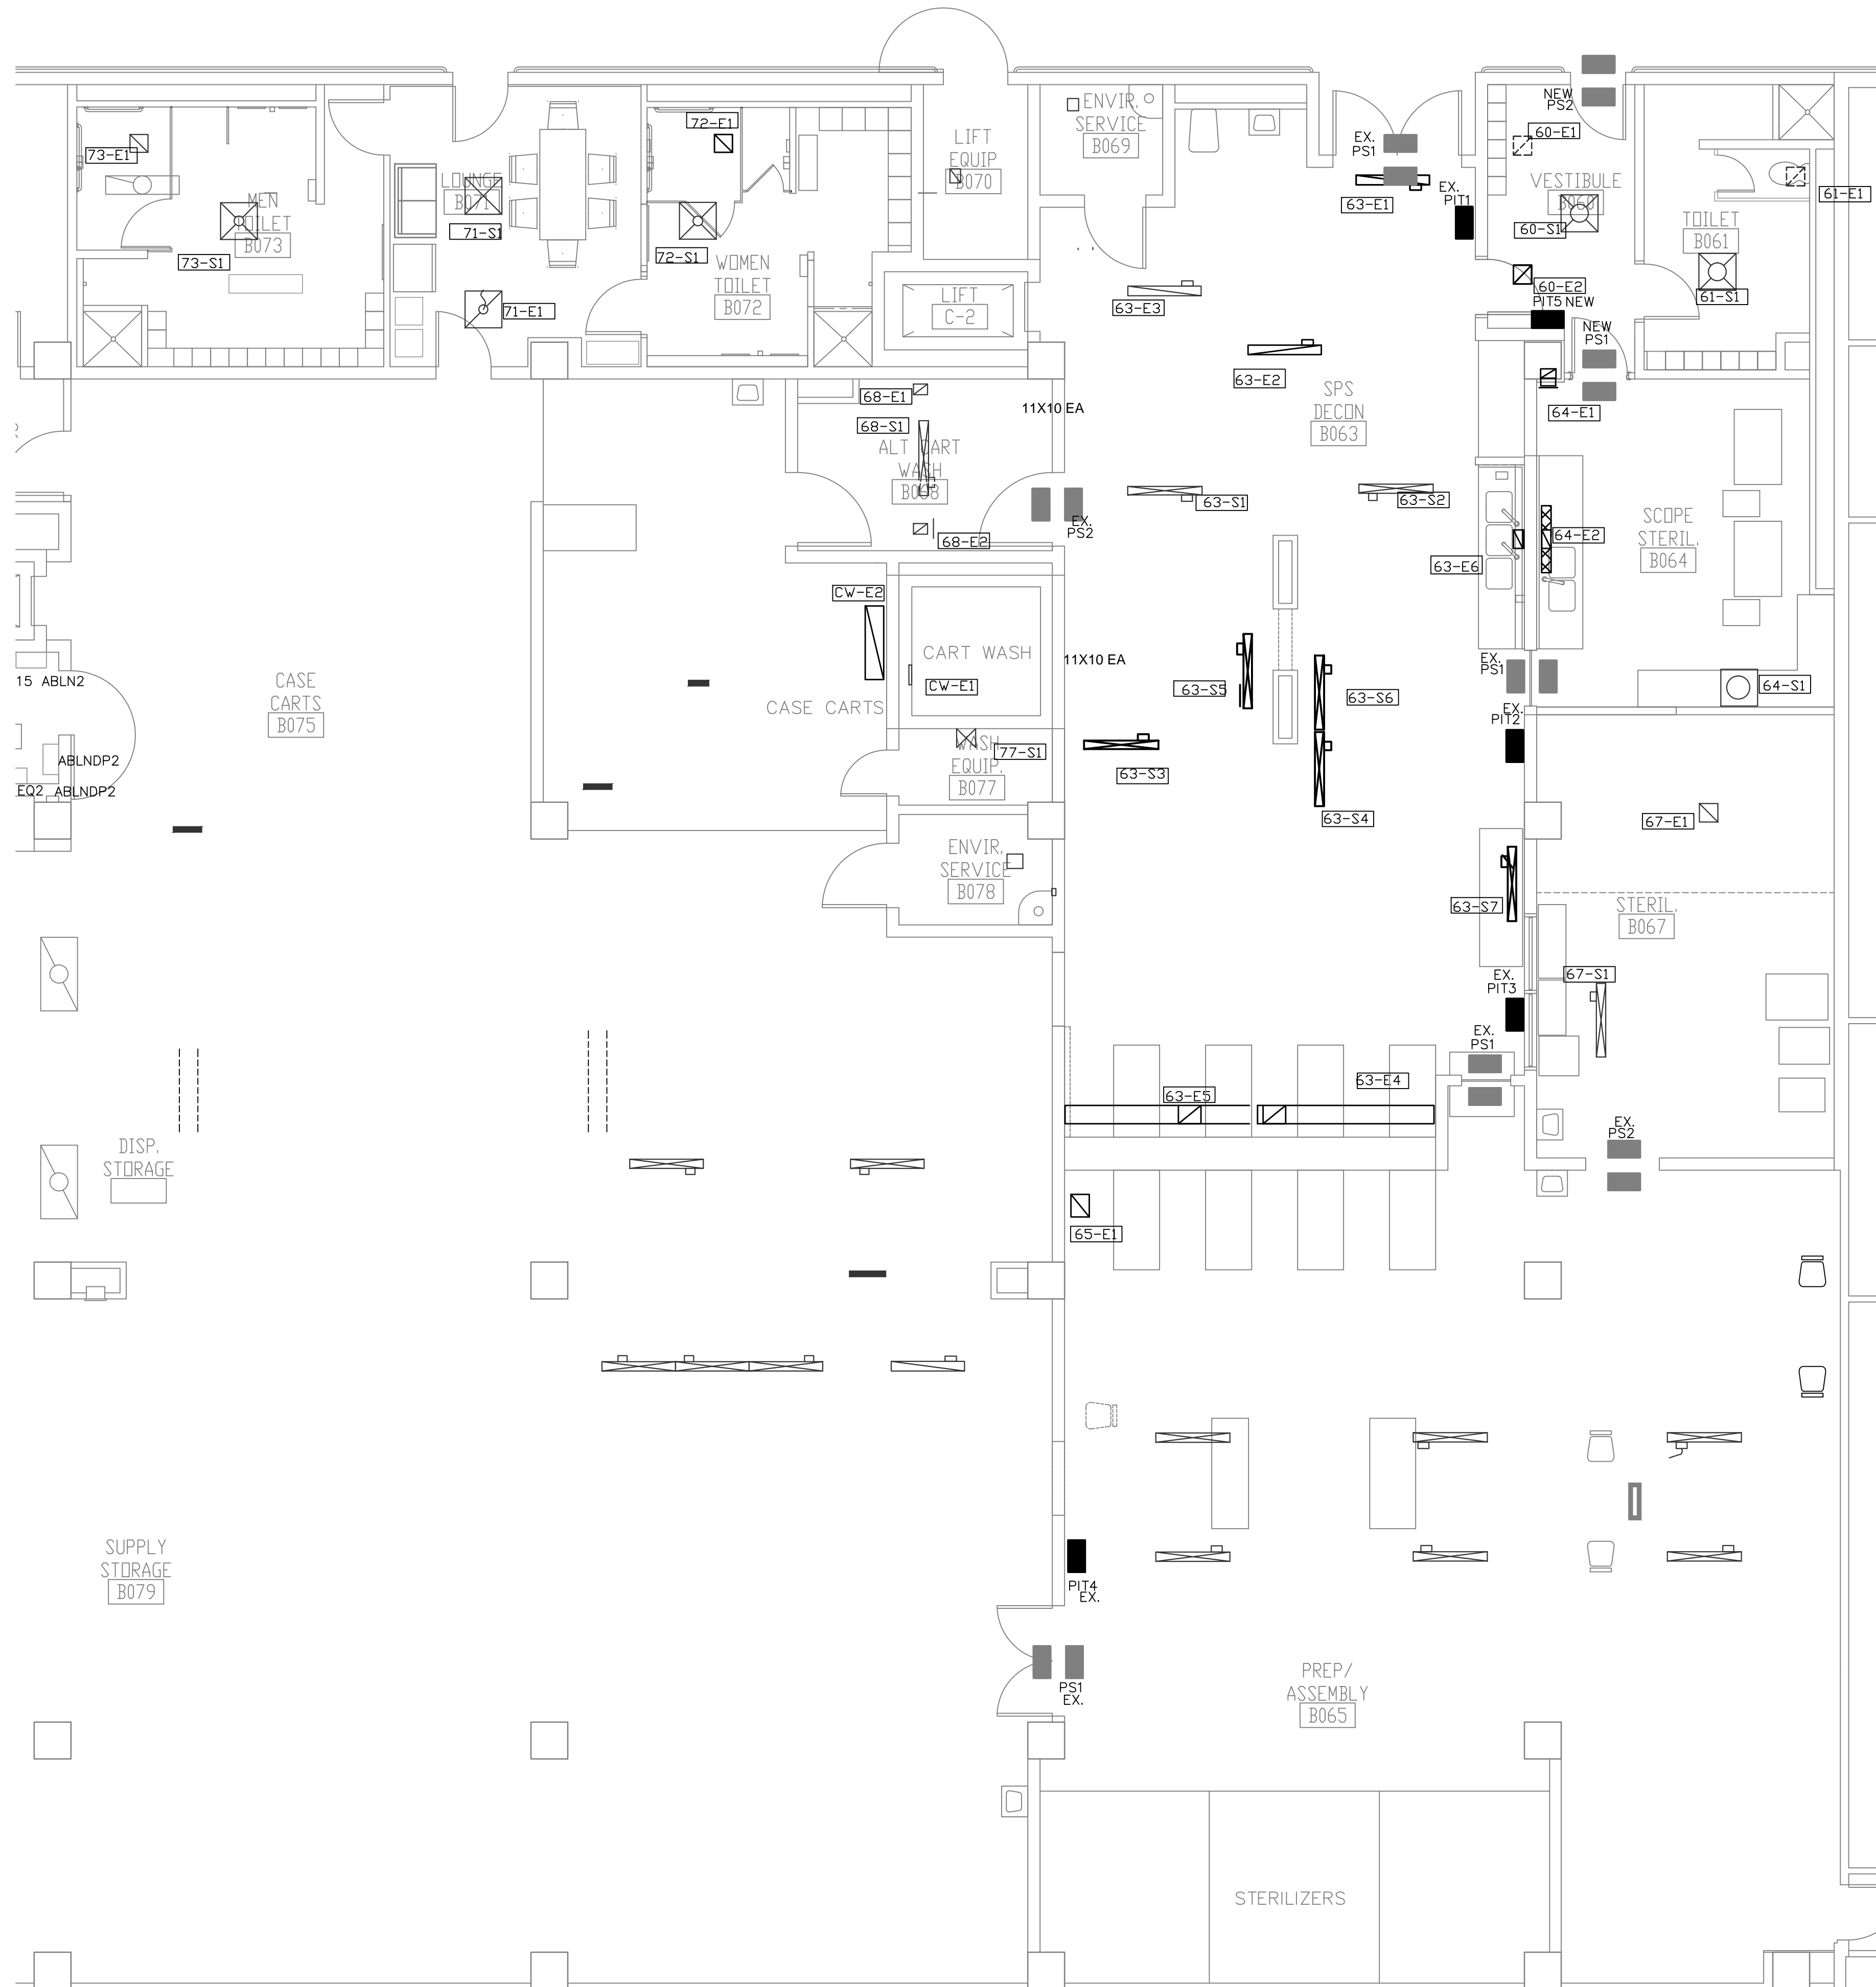 NEW
PS2
60-E1
ENVIR.
SERVICE
B069
72-E1
73-E1
LIFT
EQUIP
B070
EX.
PS1
EX.
PIT1
63-E1
VESTIBULE
B060
61-E1
LOUNGE
B071
MEN
TOILET
B073
71-S1
60-S1
TOILET
B061
73-S1
72-S1
WOMEN
TOILET
B072
LIFT
C-2
71-E1
63-E3
60-E2
PIT5 NEW
61-S1
NEW
PS1
63-E2
68-E1
11X10 EA
SPS
DECON
B063
64-E1
68-S1
ALT CART
WASH
B068
63-S1
63-S2
EX.
PS2
68-E2
SCOPE
STERIL.
B064
64-E2
63-E6
CW-E2
CART WASH
11X10 EA
EX.
PS1
CASE
CARTS
B075
15 ABLN2
CW-E1
63-S5
63-S6
64-S1
CASE CARTS
EX.
PIT2
WASH
EQUIP.
B077
77-S1
63-S3
ABLNDP2
EQ2 ABLNDP2
63-S4
67-E1
ENVIR.
SERVICE
B078
63-S7
STERIL.
B067
67-S1
EX.
PIT3
EX.
PS1
63-E5
63-E4
EX.
PS2
DISP.
STORAGE
65-E1
SUPPLY
STORAGE
B079
PIT4
EX.
PS1
EX.
PREP/
ASSEMBLY
B065
STERILIZERS